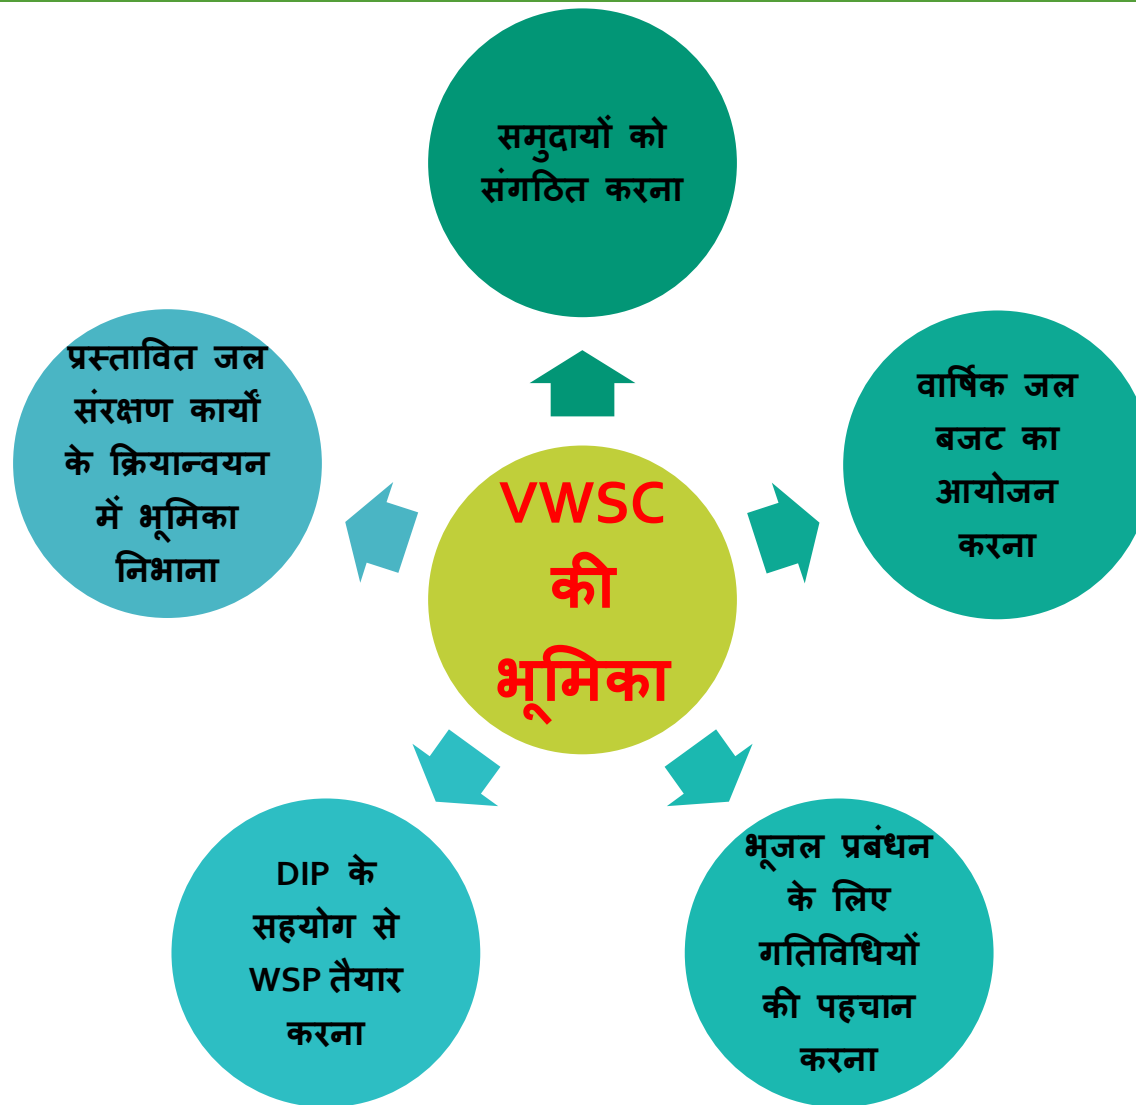 समुदायों को
संगठित करना
वार्षिक जल
बजट का
आयोजन
करना
भूजल प्रबंधन
के लिए
गतिविधियों
की पहचान
करना
DIP के
सहयोग से
WSP तैयार
करना
प्रस्तावित जल
संरक्षण कार्यों
के क्रियान्वयन
में भूमिका
निभाना
VWSC
की
भूमिका